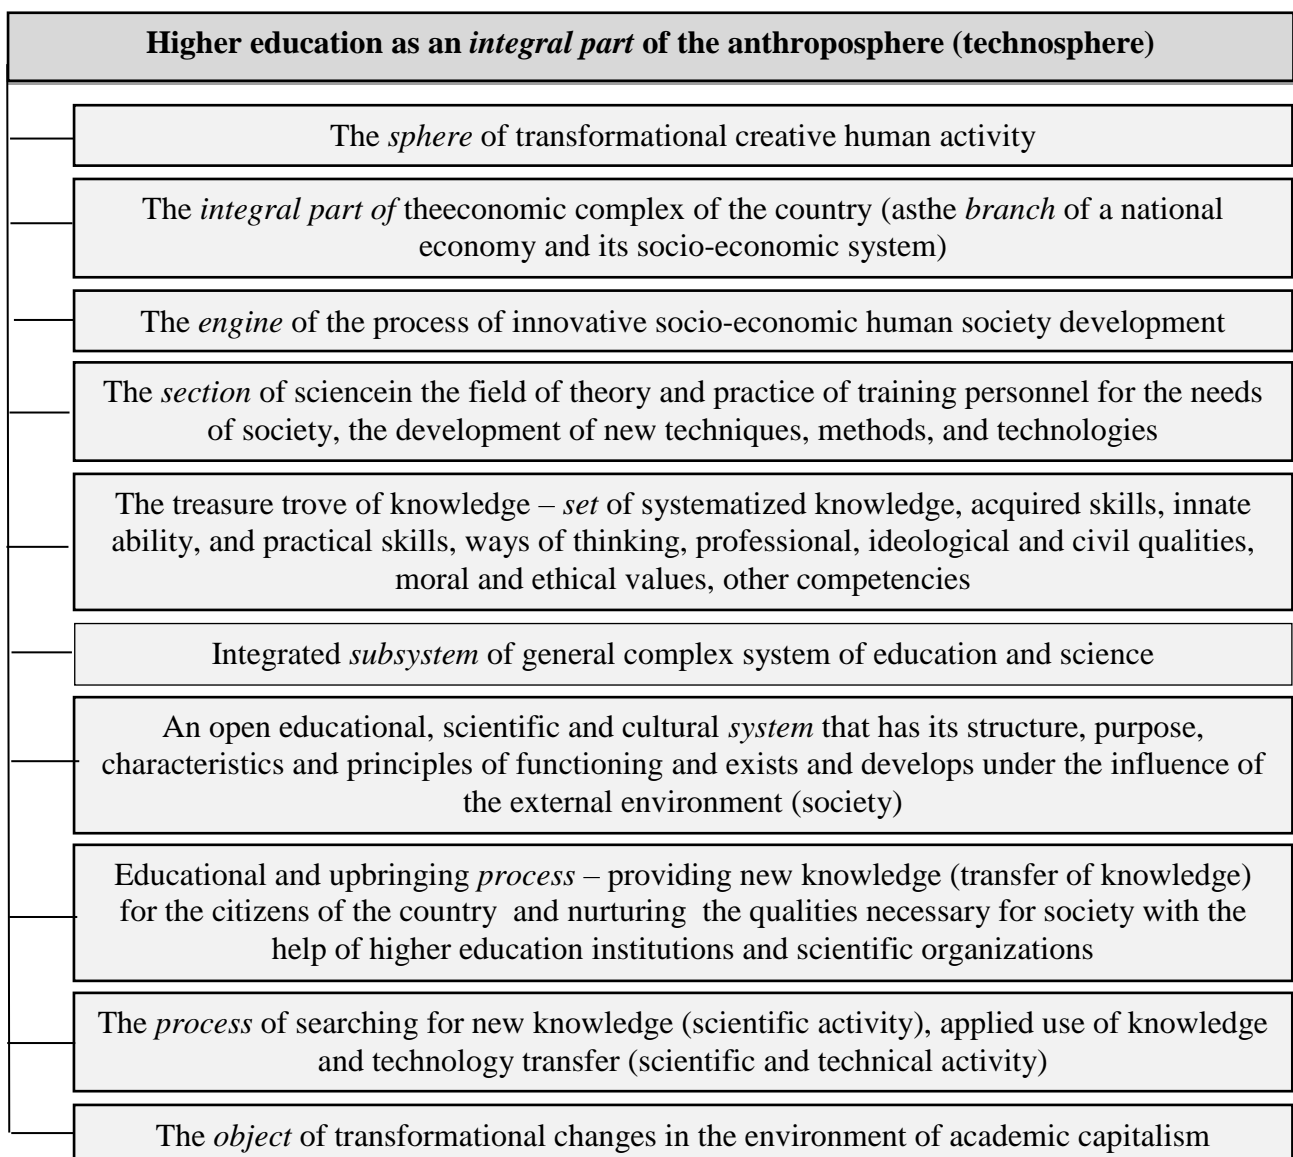 Higher education as an integral part of the anthroposphere (technosphere)
The sphere of transformational creative human activity
The integral part of theeconomic complex of the country (asthe branch of a national
economy and its socio-economic system)
The engine of the process of innovative socio-economic human society development
The section of sciencein the field of theory and practice of training personnel for the needs
of society, the development of new techniques, methods, and technologies
The treasure trove of knowledge – set of systematized knowledge, acquired skills, innate
ability, and practical skills, ways of thinking, professional, ideological and civil qualities,
moral and ethical values, other competencies
Integrated subsystem of general complex system of education and science
An open educational, scientific and cultural system that has its structure, purpose,
characteristics and principles of functioning and exists and develops under the influence of
the external environment (society)
Educational and upbringing process – providing new knowledge (transfer of knowledge)
for the citizens of the country and nurturing the qualities necessary for society with the
help of higher education institutions and scientific organizations
The process of searching for new knowledge (scientific activity), applied use of knowledge
and technology transfer (scientific and technical activity)
The object of transformational changes in the environment of academic capitalism